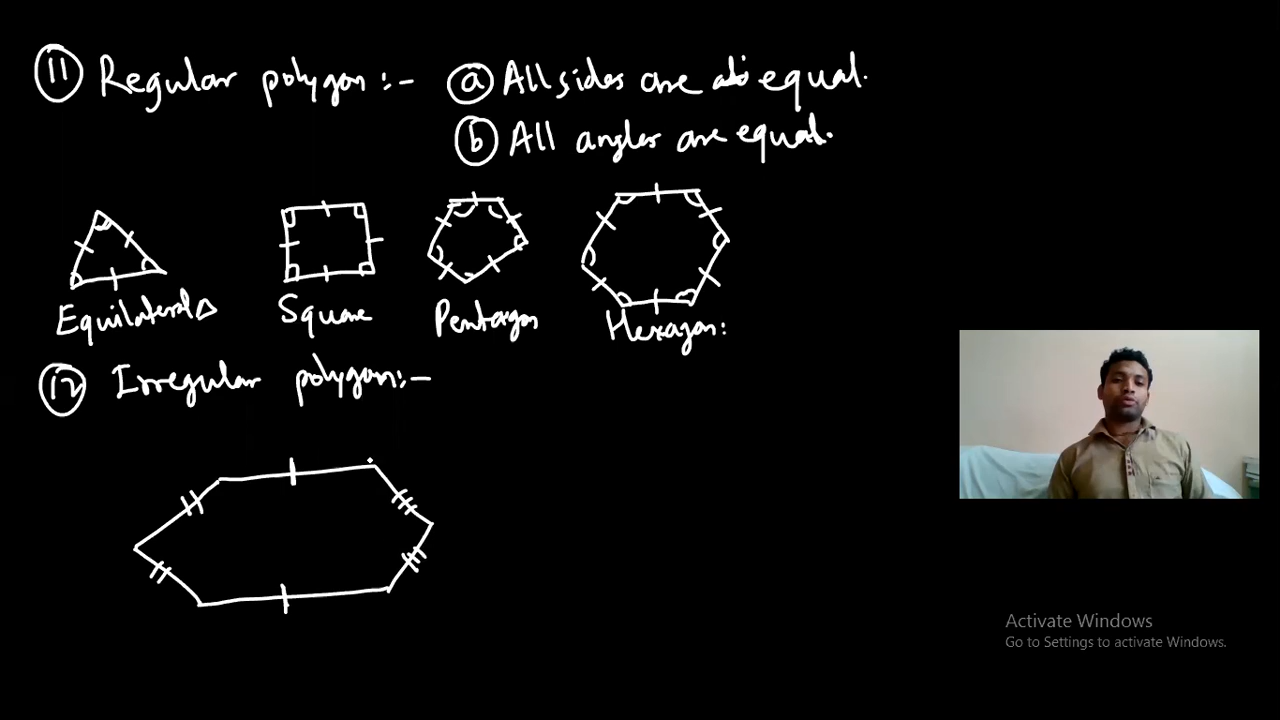 11 Regular polygon :- a All sides are equal.
b All angles are equal.
Equilateral △ Square Pentagon Hexagon:
12 Irregular polygon:-
Activate Windows
Go to Settings to activate Windows.